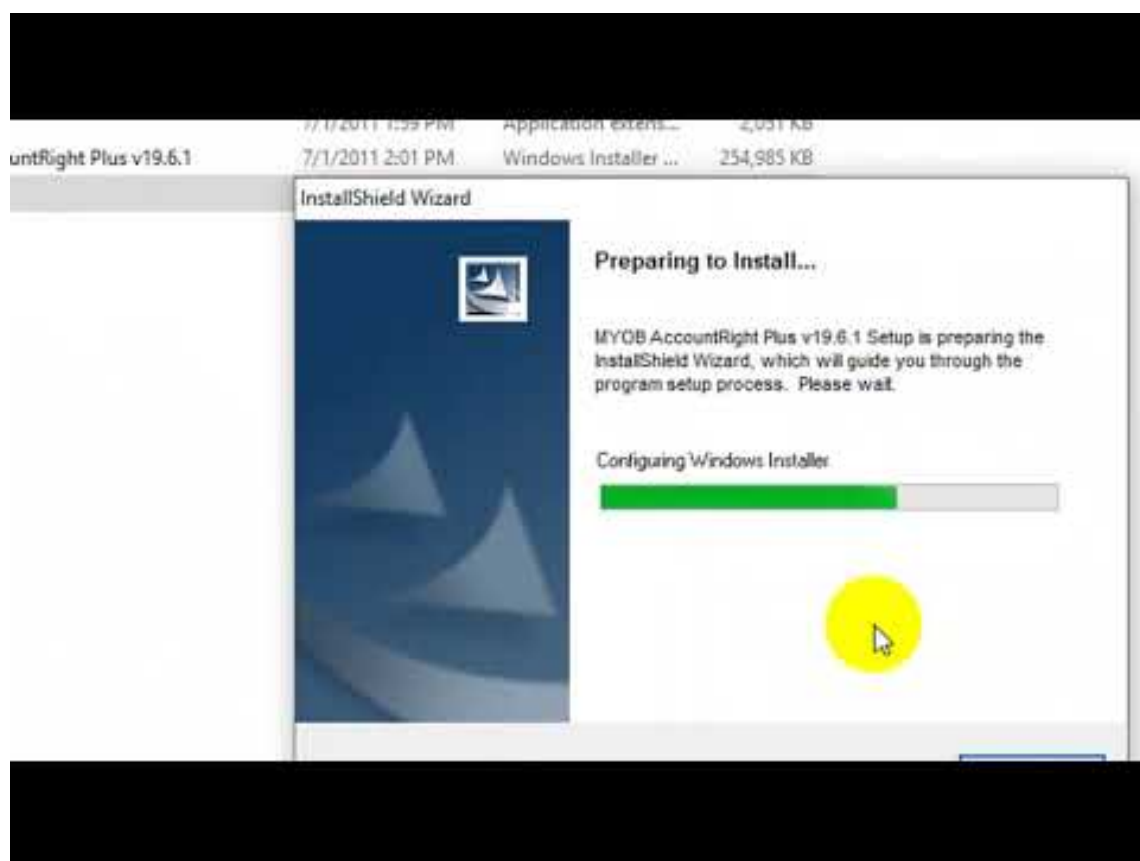 7/1/2011 1:59 PM Application extens... 2,051 KB
untRight Plus v19.6.1 7/1/2011 2:01 PM Windows Installer ... 254,985 KB
InstallShield Wizard
Preparing to Install...
MYOB AccountRight Plus v19.6.1 Setup is preparing the
InstallShield Wizard, which will guide you through the
program setup process. Please wait.
Configuring Windows Installer